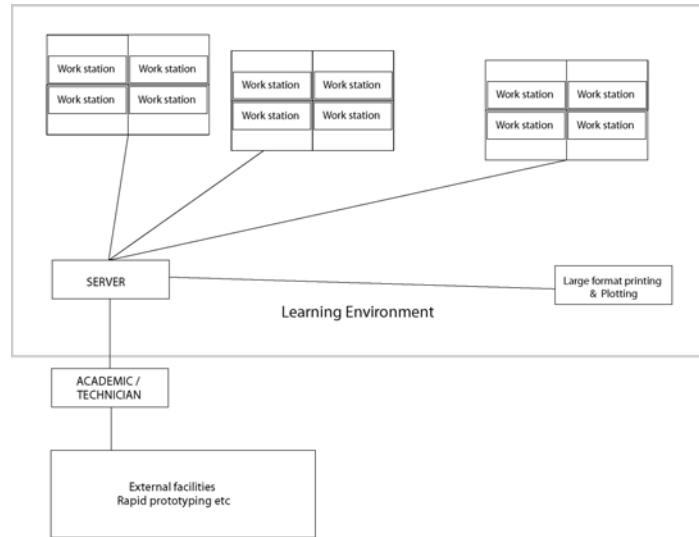 Work station Work station
Work station Work station
Work station Work station
Work station Work station
Work station Work station
Work station Work station
SERVER
Large format printing
& Plotting
Learning Environment
ACADEMIC /
TECHNICIAN
External facilities
Rapid prototyping etc